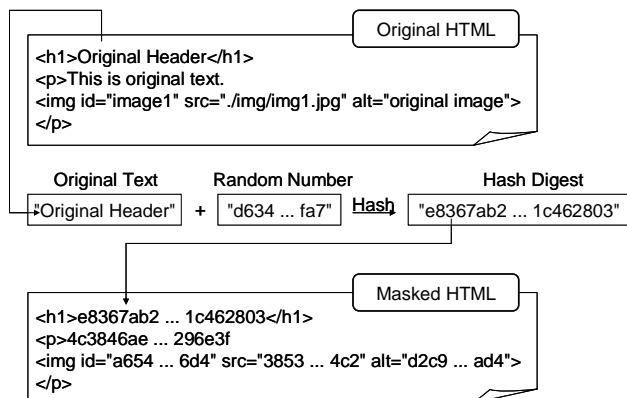 Original HTML
<h1>Original Header</h1>
<p>This is original text.
<img id="image1" src="./img/img1.jpg" alt="original image">
</p>
Original Text Random Number Hash Digest
"Original Header" + "d634 ... fa7" Hash "e8367ab2 ... 1c462803"
Masked HTML
<h1>e8367ab2 ... 1c462803</h1>
<p>4c3846ae ... 296e3f
<img id="a654 ... 6d4" src="3853 ... 4c2" alt="d2c9 ... ad4">
</p>